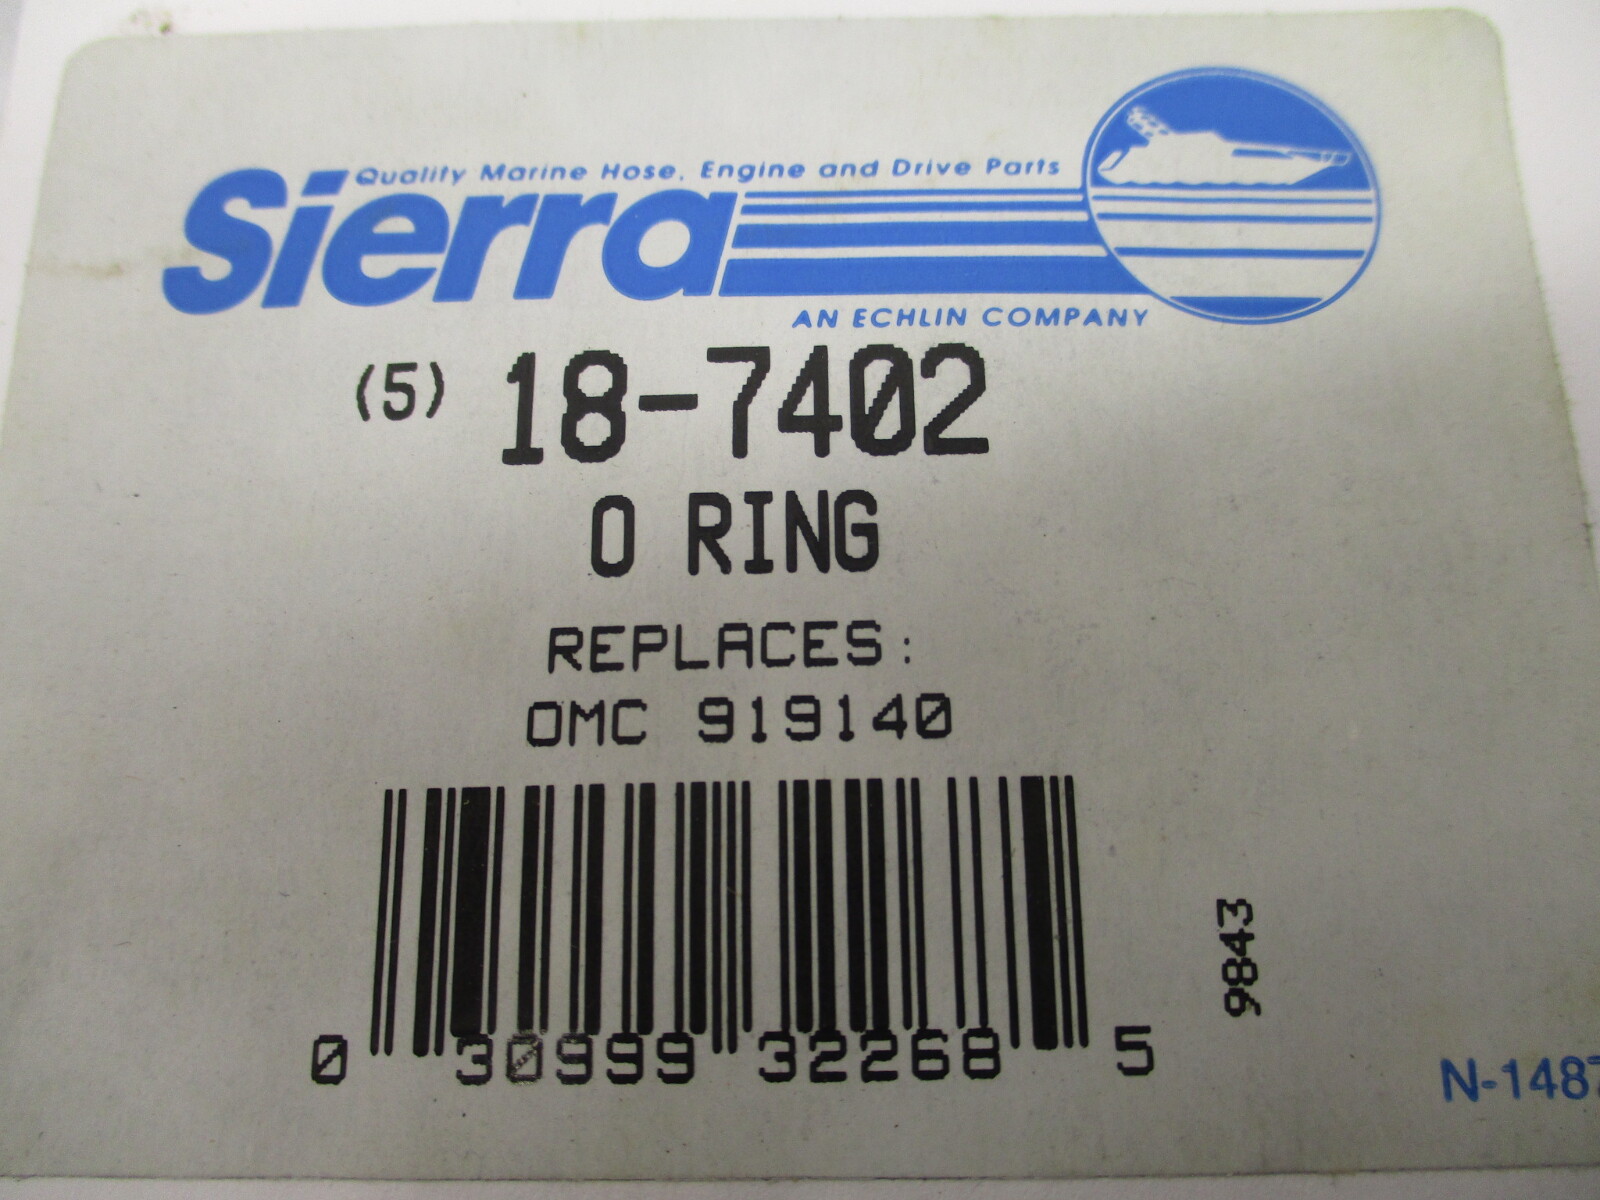 Quality Marine Hose, Engine and Drive Parts
Sierra
AN ECHLIN COMPANY
(5) 18-7402
O RING
REPLACES:
OMC 919140
0 30999 32268 5
9843
N-1487